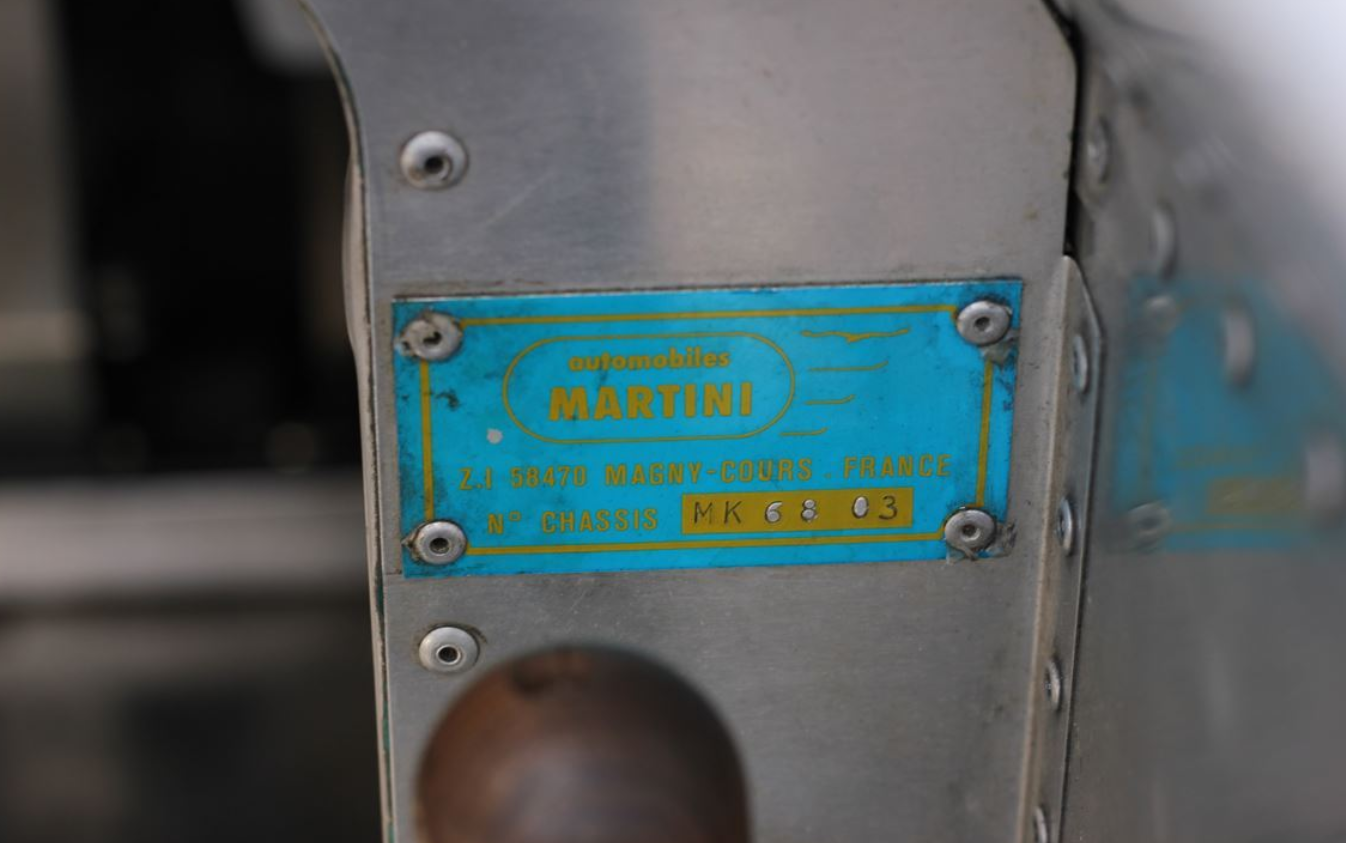 automobiles
MARTINI
Z.I 58470 MAGNY-COURS . FRANCE
N° CHASSIS MK 68 03